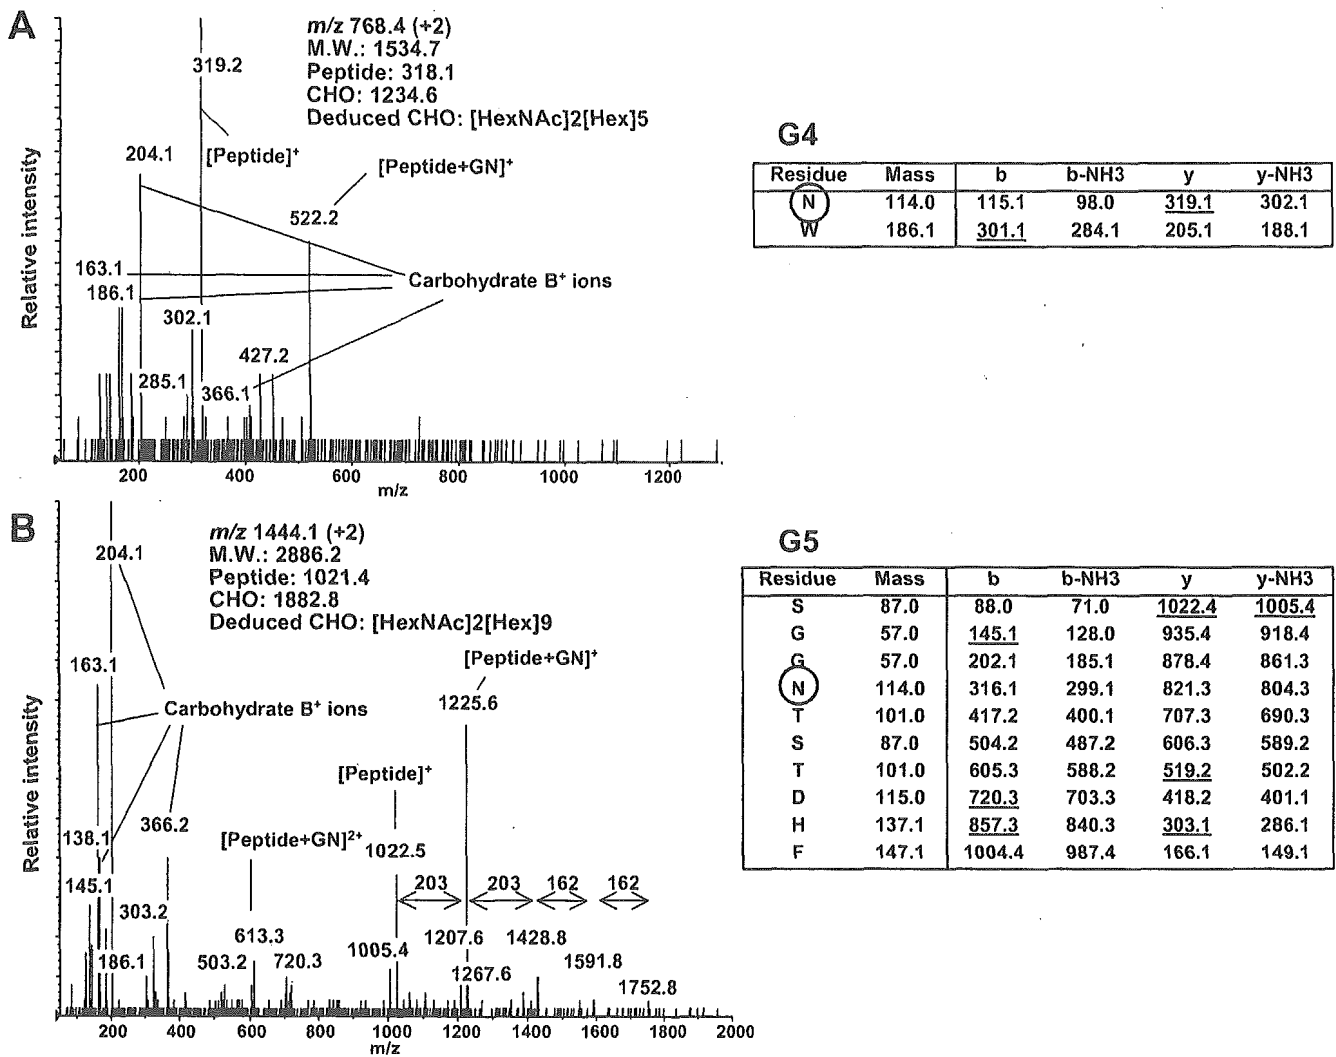 A
m/z 768.4 (+2)
M.W.: 1534.7
Peptide: 318.1
CHO: 1234.6
Deduced CHO: [HexNAc]2[Hex]5
319.2
204.1
[Peptide]+
[Peptide+GN]+
522.2
163.1
186.1
Carbohydrate B+ ions
302.1
427.2
285.1
366.1
Relative intensity
200 400 600 800 1000 1200
m/z
G4
Residue Mass b b-NH3 y y-NH3
N 114.0 115.1 98.0 319.1 302.1
W 186.1 301.1 284.1 205.1 188.1
B
m/z 1444.1 (+2)
M.W.: 2886.2
Peptide: 1021.4
CHO: 1882.8
Deduced CHO: [HexNAc]2[Hex]9
204.1
[Peptide+GN]+
163.1
1225.6
Carbohydrate B+ ions
[Peptide]+
138.1
366.2
[Peptide+GN]2+
1022.5
145.1
203 203 162 162
303.2
613.3
1207.6
1428.8
186.1
503.2
720.3
1005.4
1267.6
1591.8
1752.8
Relative intensity
200 400 600 800 1000 1200 1400 1600 1800 2000
m/z
G5
Residue Mass b b-NH3 y y-NH3
S 87.0 88.0 71.0 1022.4 1005.4
G 57.0 145.1 128.0 935.4 918.4
G 57.0 202.1 185.1 878.4 861.3
N 114.0 316.1 299.1 821.3 804.3
T 101.0 417.2 400.1 707.3 690.3
S 87.0 504.2 487.2 606.3 589.2
T 101.0 605.3 588.2 519.2 502.2
D 115.0 720.3 703.3 418.2 401.1
H 137.1 857.3 840.3 303.1 286.1
F 147.1 1004.4 987.4 166.1 149.1